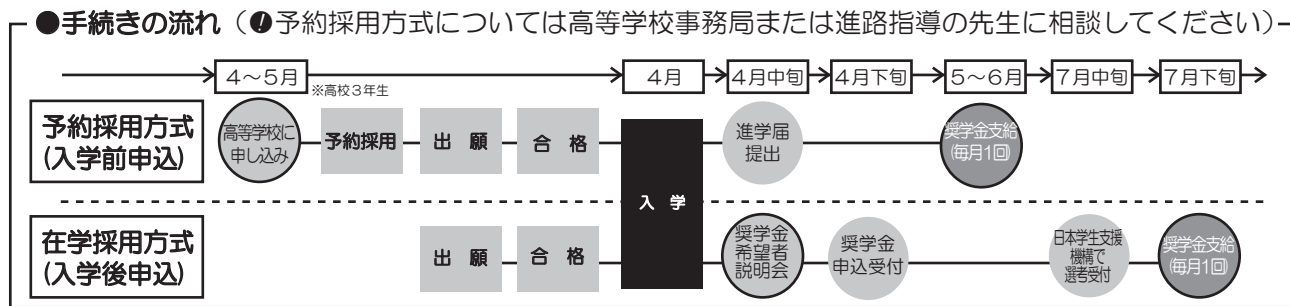 ●手続きの流れ（❶予約採用方式については高等学校事務局または進路指導の先生に相談してください）
4～5月
※高校3年生
4月
4月中旬
4月下旬
5～6月
7月中旬
7月下旬
予約採用方式
(入学前申込)
高等学校に
申し込み
予約採用
出 願
合 格
入 学
進学届
提出
奨学金支給
(毎月1回)
在学採用方式
(入学後申込)
出 願
合 格
奨学金
希望者
説明会
奨学金
申込受付
日本学生支援
機構で
選考受付
奨学金支給
(毎月1回)